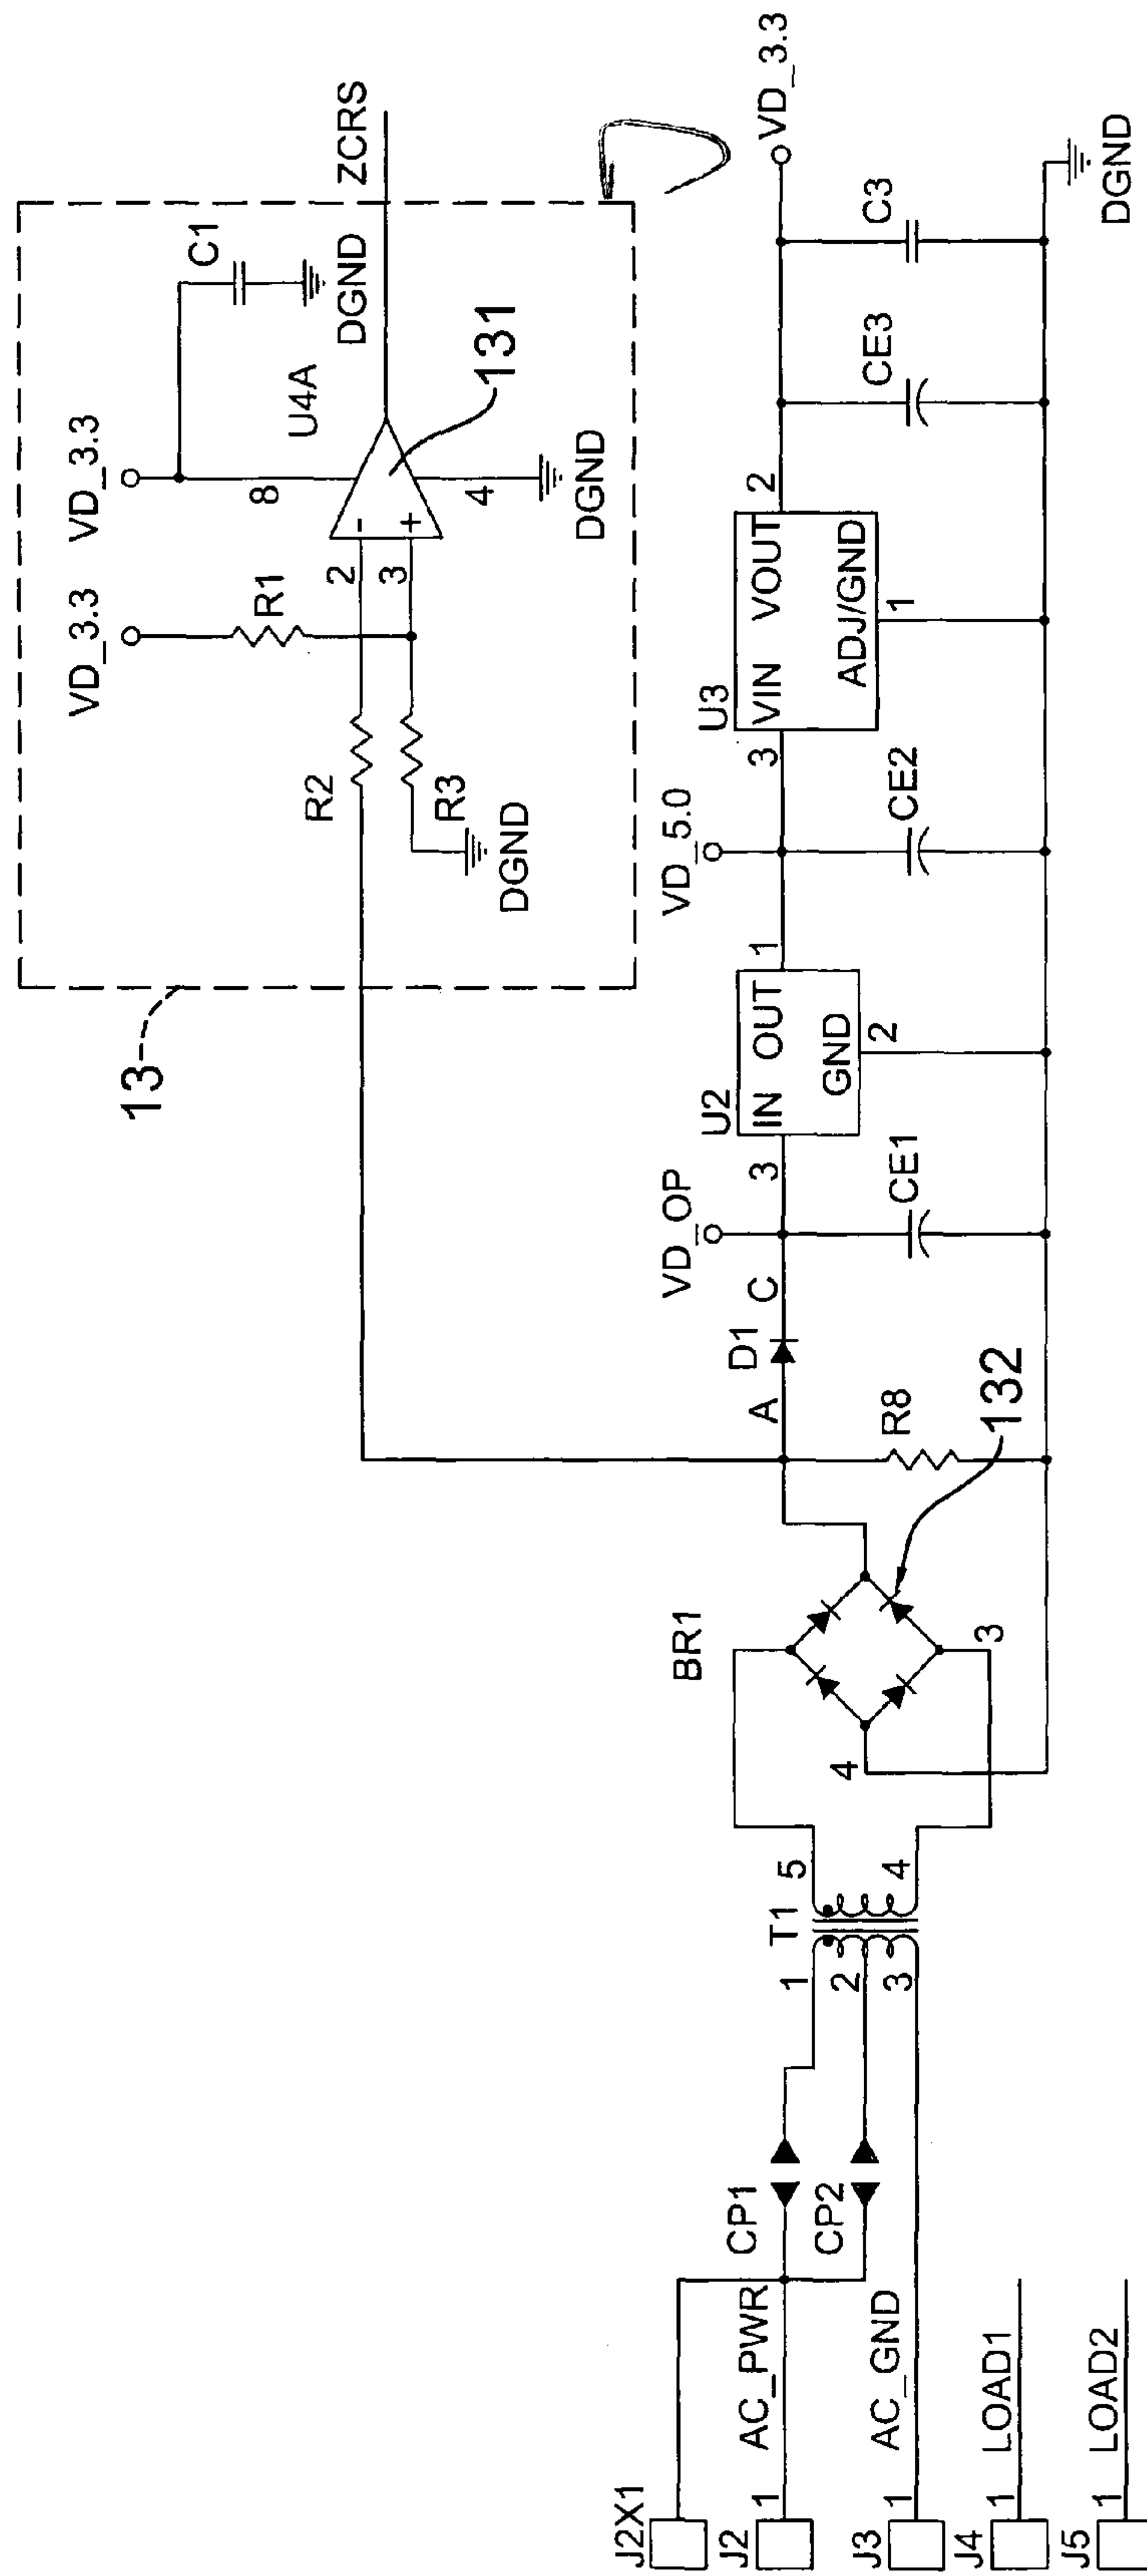 13
VD_3.3
VD_3.3
C1
R1
8
DGND
ZCRS
U4A
2
-
3
+
R2
4
131
R3
DGND
DGND
J2X1
J2
1
AC_PWR
CP1
J3
1
AC_GND
CP2
J4
1
LOAD1
J5
1
LOAD2
T1
1
2
3
5
4
BR1
4
3
132
A
D1
C
R8
VD_OP
CE1
3
U2
IN OUT
GND
2
1
VD_5.0
CE2
3
U3
VIN VOUT
ADJ/GND
1
2
CE3
C3
VD_3.3
DGND